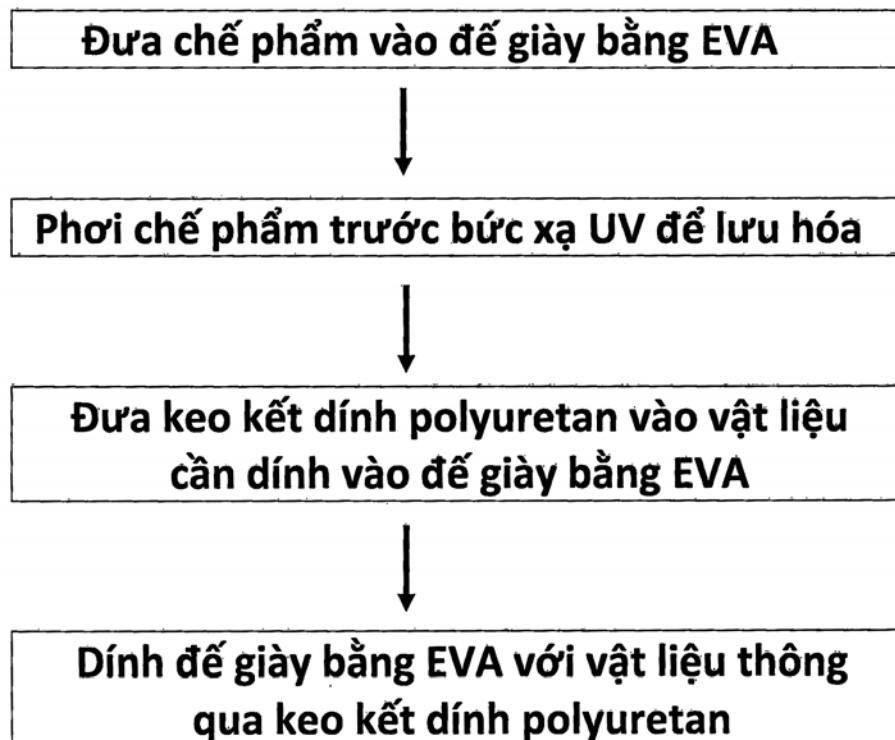 Đưa chế phẩm vào đế giày bằng EVA
Phơi chế phẩm trước bức xạ UV để lưu hóa
Đưa keo kết dính polyuretan vào vật liệu
cần dính vào đế giày bằng EVA
Dính đế giày bằng EVA với vật liệu thông
qua keo kết dính polyuretan